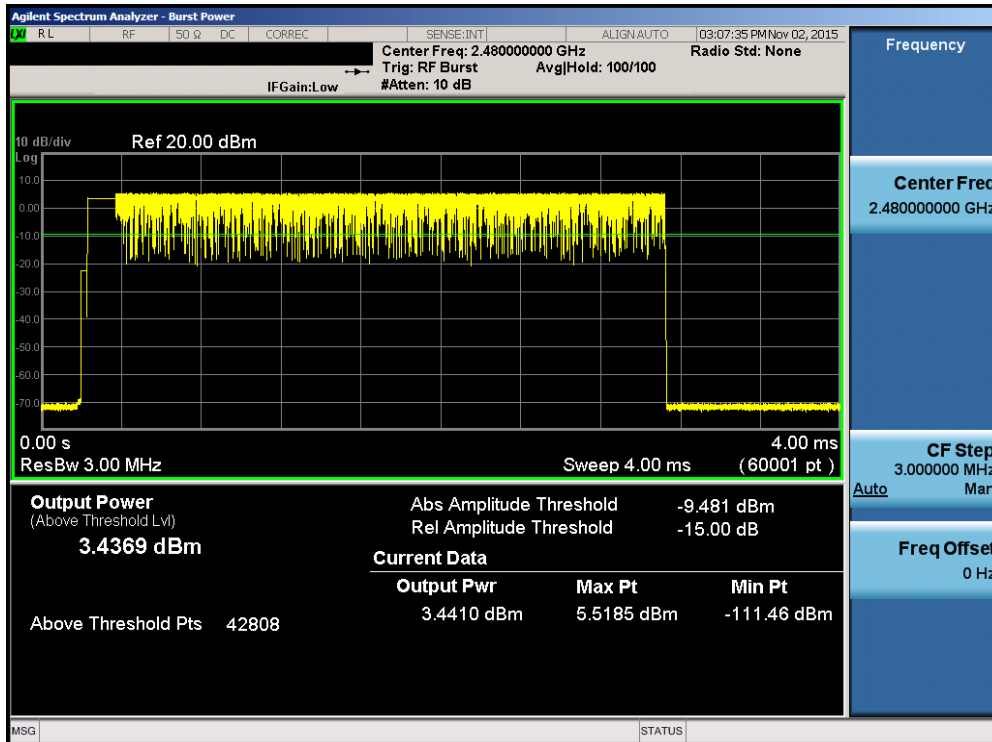 Agilent Spectrum Analyzer - Burst Power
LXI RL RF 50 Ω DC CORREC SENSE:INT ALIGN AUTO 03:07:35 PM Nov 02, 2015
Center Freq: 2.480000000 GHz Radio Std: None
Trig: RF Burst Avg|Hold: 100/100
IFGain:Low #Atten: 10 dB
10 dB/div Ref 20.00 dBm
Log
10.0
0.00
-10.0
-20.0
-30.0
-40.0
-50.0
-60.0
-70.0
0.00 s 4.00 ms
ResBw 3.00 MHz Sweep 4.00 ms (60001 pt)
Output Power
(Above Threshold Lvl)
3.4369 dBm
Above Threshold Pts 42808
Abs Amplitude Threshold -9.481 dBm
Rel Amplitude Threshold -15.00 dB
Current Data
Output Pwr Max Pt Min Pt
3.4410 dBm 5.5185 dBm -111.46 dBm
MSG STATUS
Frequency
Center Freq
2.480000000 GHz
CF Step
3.000000 MHz
Auto Man
Freq Offset
0 Hz